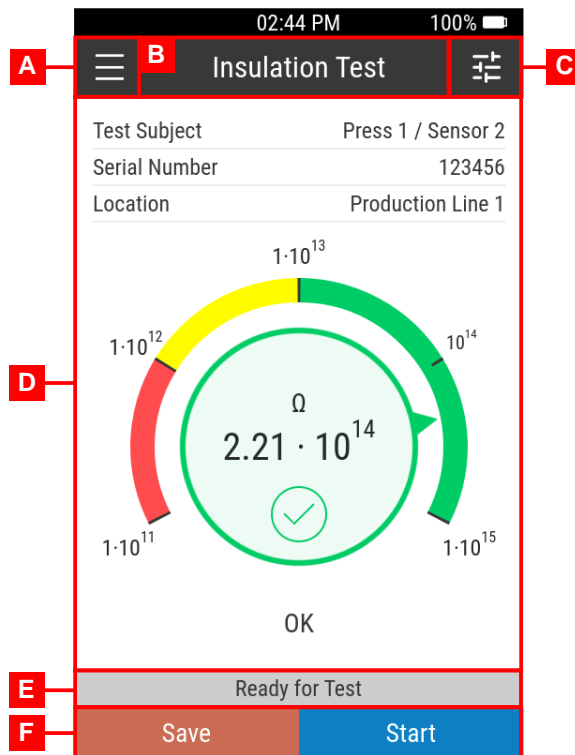 02:44 PM 100%
A B Insulation Test C
Test Subject Press 1 / Sensor 2
Serial Number 123456
Location Production Line 1
1·10¹³
1·10¹² 10¹⁴
D
Ω
2.21 · 10¹⁴
1·10¹¹ 1·10¹⁵
OK
E Ready for Test
F Save Start